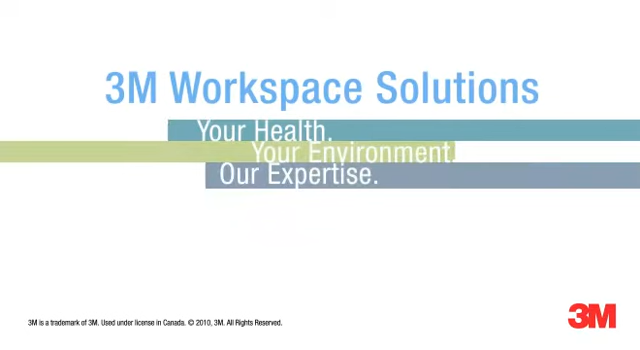 3M Workspace Solutions
Your Health.
Your Environment.
Our Expertise.
3M is a trademark of 3M. Used under license in Canada. © 2010, 3M. All Rights Reserved.
3M